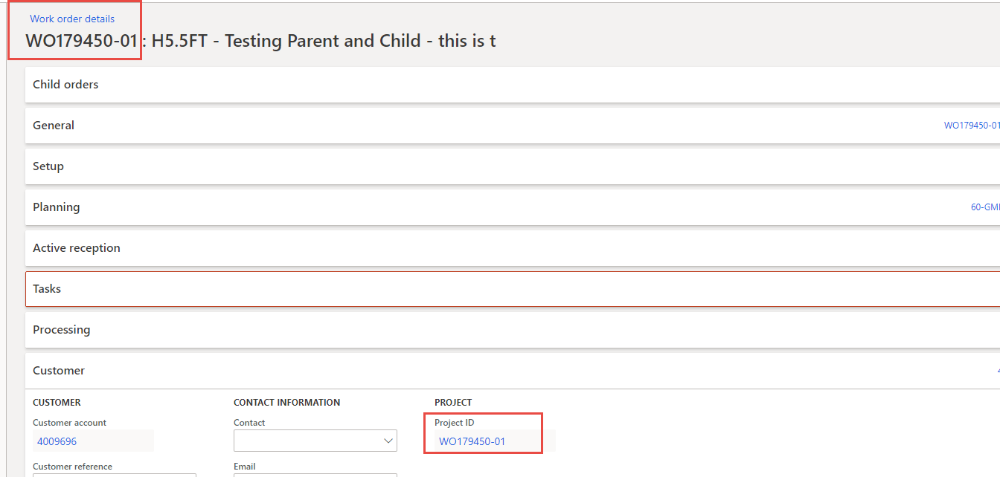 Work order details
WO179450-01 : H5.5FT - Testing Parent and Child - this is t
Child orders
General WO179450-01
Setup
Planning 60-GM
Active reception
Tasks
Processing
Customer 4
CUSTOMER CONTACT INFORMATION PROJECT
Customer account Contact Project ID
4009696 WO179450-01
Customer reference Email